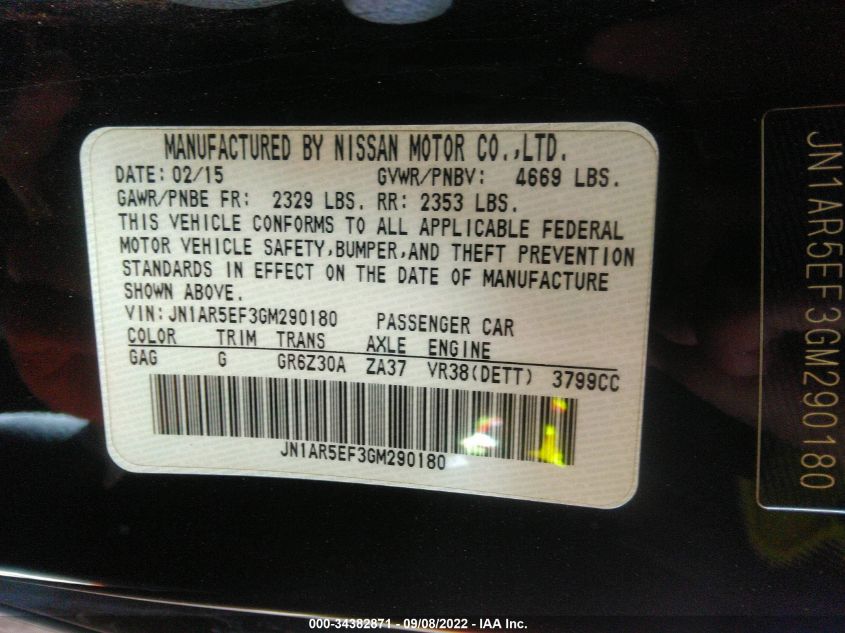 MANUFACTURED BY NISSAN MOTOR CO.,LTD.
DATE: 02/15 GVWR/PNBV: 4669 LBS.
GAWR/PNBE FR: 2329 LBS. RR: 2353 LBS.
THIS VEHICLE CONFORMS TO ALL APPLICABLE FEDERAL
MOTOR VEHICLE SAFETY,BUMPER,AND THEFT PREVENTION
STANDARDS IN EFFECT ON THE DATE OF MANUFACTURE
SHOWN ABOVE.
VIN: JN1AR5EF3GM290180 PASSENGER CAR
COLOR TRIM TRANS AXLE ENGINE
GAG G GR6Z30A ZA37 VR38(DETT) 3799CC
JN1AR5EF3GM290180
JN1AR5EF3GM290180
000-34382871 - 09/08/2022 - IAA Inc.